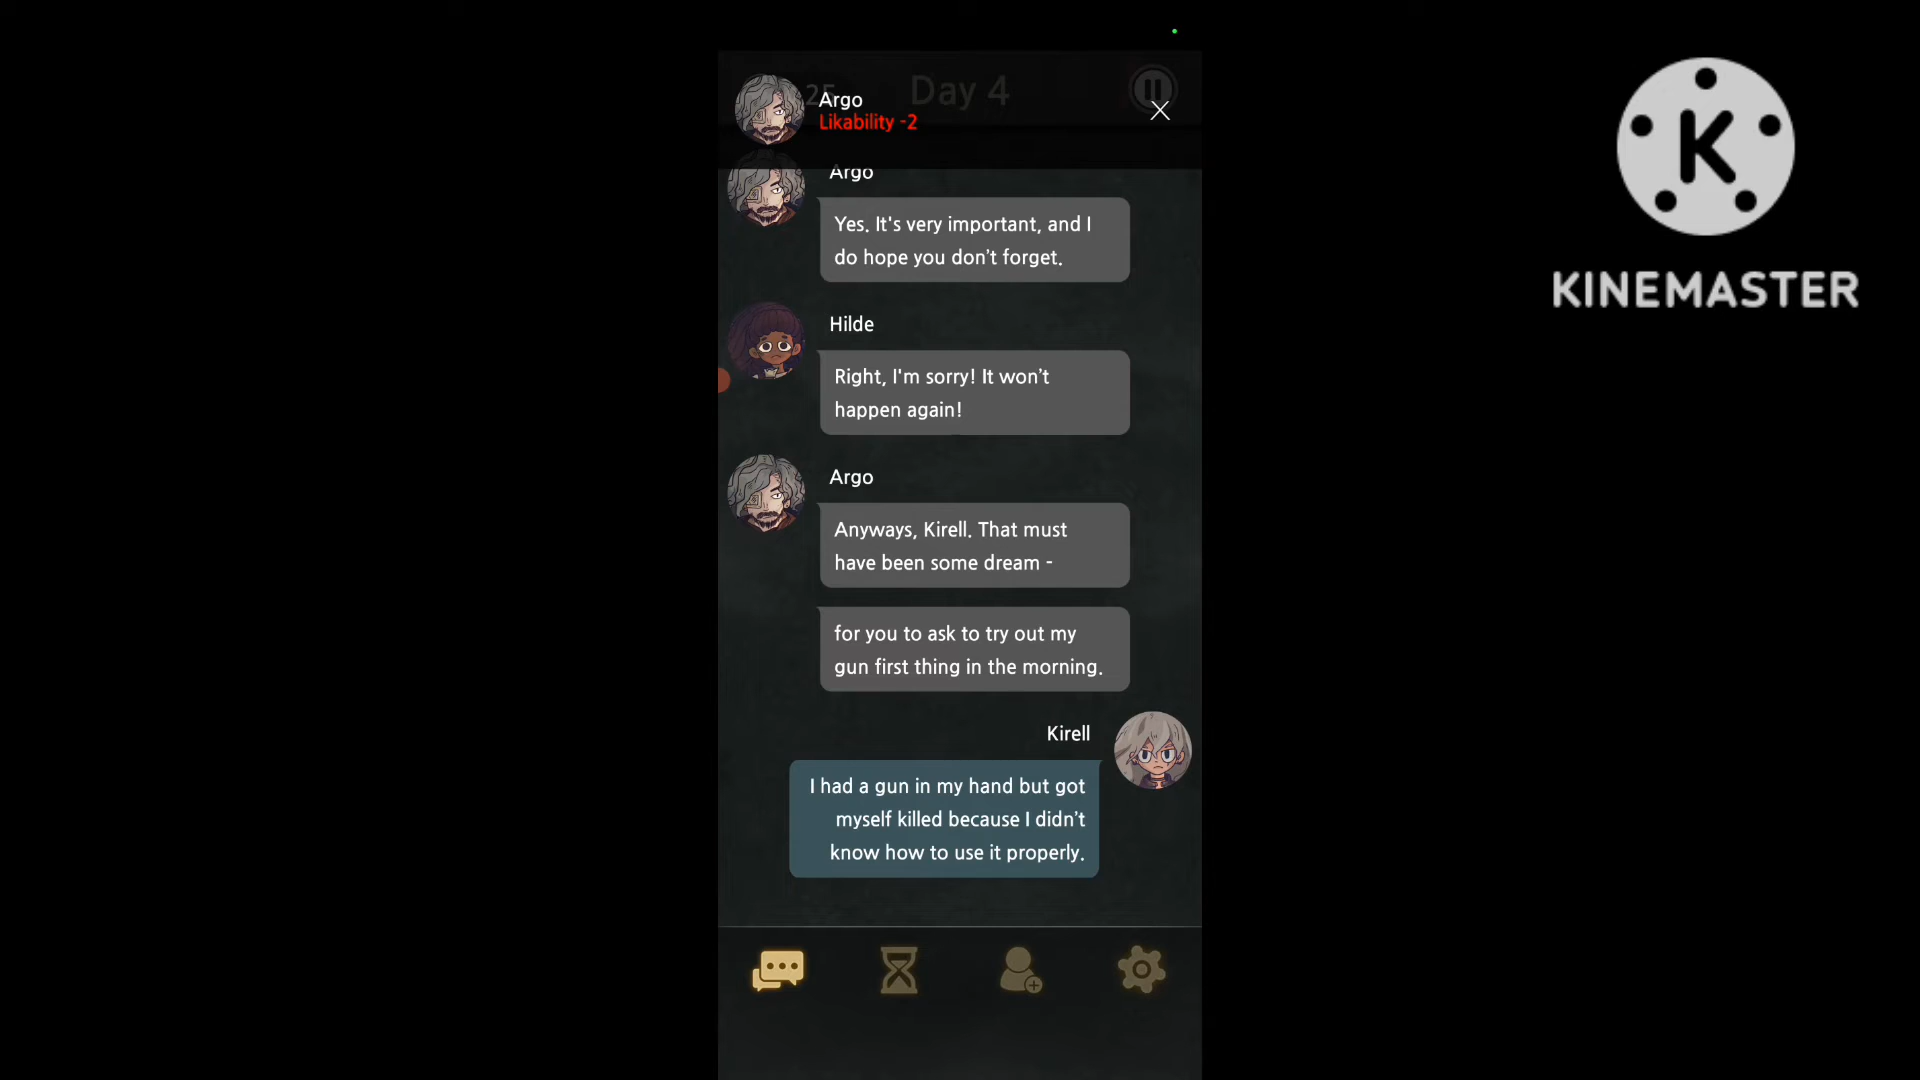 25
Day 4
Argo
Likability -2
Argo
Yes. It's very important, and I
do hope you don't forget.
Hilde
Right, I'm sorry! It won't
happen again!
Argo
Anyways, Kirell. That must
have been some dream -
for you to ask to try out my
gun first thing in the morning.
Kirell
I had a gun in my hand but got
myself killed because I didn't
know how to use it properly.
K
KINEMASTER